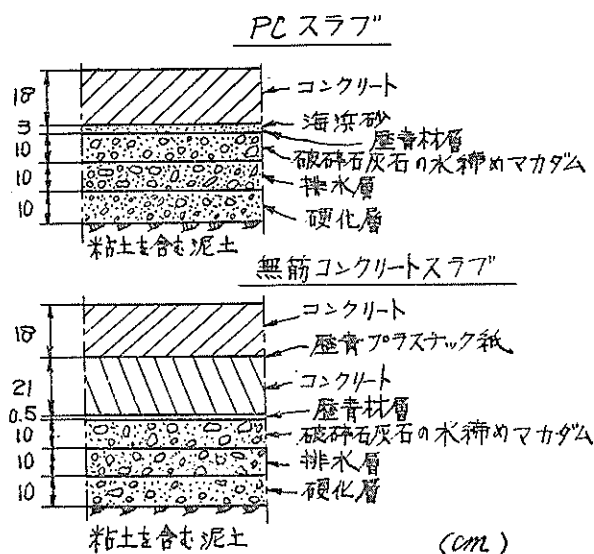 PCスラブ
18
3
10
10
10
コンクリート
海浜砂
歴青材層
破砕石灰石の水締めマカダム
排水層
硬化層
粘土を含む泥土
無筋コンクリートスラブ
18
21
0.5
10
10
10
コンクリート
歴青プラスチック紙
コンクリート
歴青材層
破砕石灰石の水締めマカダム
排水層
硬化層
粘土を含む泥土
(cm)